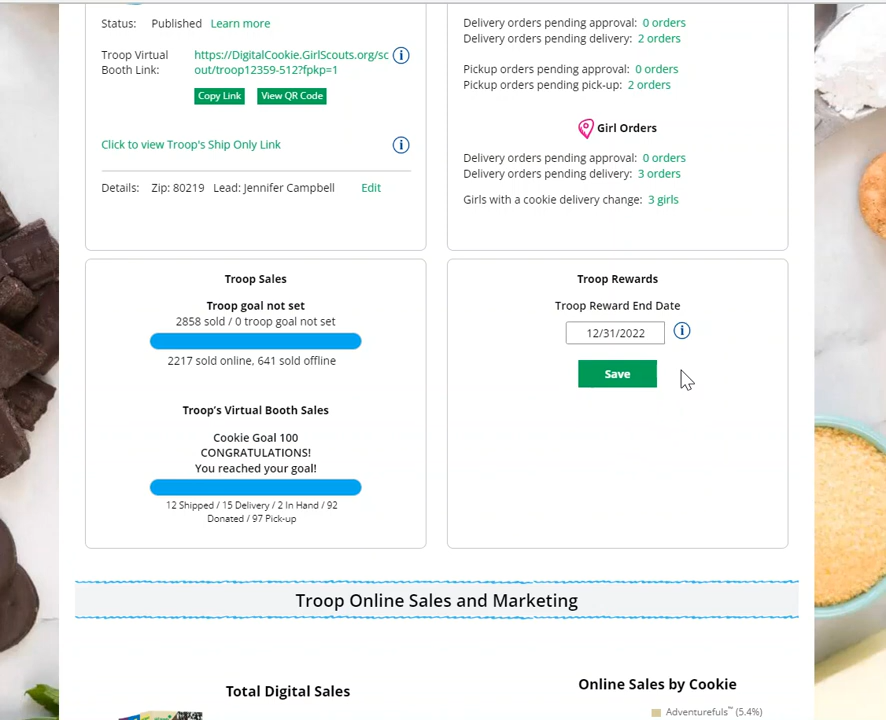 Status: Published Learn more
Troop Virtual
Booth Link:
https://DigitalCookie.GirlScouts.org/sc
out/troop12359-512?fpkp=1
Copy Link View QR Code
Click to view Troop's Ship Only Link
Details: Zip: 80219 Lead: Jennifer Campbell Edit
Delivery orders pending approval: 0 orders
Delivery orders pending delivery: 2 orders
Pickup orders pending approval: 0 orders
Pickup orders pending pick-up: 2 orders
Girl Orders
Delivery orders pending approval: 0 orders
Delivery orders pending delivery: 3 orders
Girls with a cookie delivery change: 3 girls
Troop Sales
Troop goal not set
2858 sold / 0 troop goal not set
2217 sold online, 641 sold offline
Troop's Virtual Booth Sales
Cookie Goal 100
CONGRATULATIONS!
You reached your goal!
12 Shipped / 15 Delivery / 2 In Hand / 92
Donated / 97 Pick-up
Troop Rewards
Troop Reward End Date
12/31/2022
Save
Troop Online Sales and Marketing
Total Digital Sales
Online Sales by Cookie
Adventurefuls™ (5.4%)